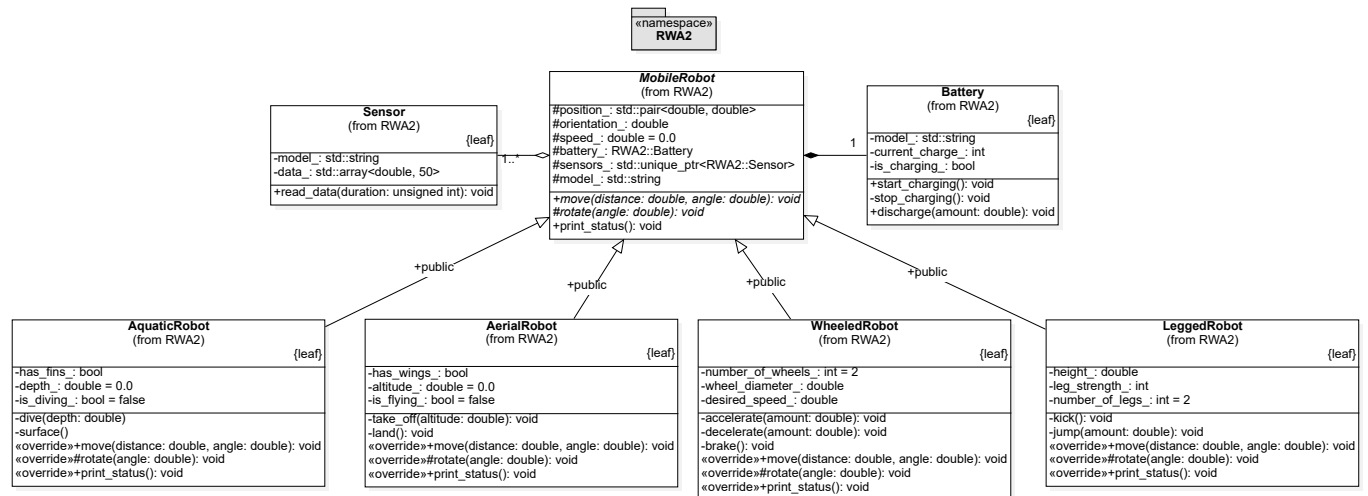 «namespace»
RWA2
MobileRobot
(from RWA2)
#position_: std::pair<double, double>
#orientation_: double
#speed_: double = 0.0
#battery_: RWA2::Battery
#sensors_: std::unique_ptr<RWA2::Sensor>
#model_: std::string
+move(distance: double, angle: double): void
#rotate(angle: double): void
+print_status(): void
Sensor
(from RWA2)
{leaf}
-model_: std::string
-data_: std::array<double, 50>
+read_data(duration: unsigned int): void
1..*
Battery
(from RWA2)
{leaf}
-model_: std::string
-current_charge_: int
-is_charging_: bool
+start_charging(): void
-stop_charging(): void
+discharge(amount: double): void
1
+public
+public
+public
+public
AquaticRobot
(from RWA2)
{leaf}
-has_fins_: bool
-depth_: double = 0.0
-is_diving_: bool = false
-dive(depth: double)
-surface()
«override»+move(distance: double, angle: double): void
«override»#rotate(angle: double): void
«override»+print_status(): void
AerialRobot
(from RWA2)
{leaf}
-has_wings_: bool
-altitude_: double = 0.0
-is_flying_: bool = false
-take_off(altitude: double): void
-land(): void
«override»+move(distance: double, angle: double): void
«override»#rotate(angle: double): void
«override»+print_status(): void
WheeledRobot
(from RWA2)
{leaf}
-number_of_wheels_: int = 2
-wheel_diameter_: double
-desired_speed_: double
-accelerate(amount: double): void
-decelerate(amount: double): void
-brake(): void
«override»+move(distance: double, angle: double): void
«override»#rotate(angle: double): void
«override»+print_status(): void
LeggedRobot
(from RWA2)
{leaf}
-height_: double
-leg_strength_: int
-number_of_legs_: int = 2
-kick(): void
-jump(amount: double): void
«override»+move(distance: double, angle: double): void
«override»#rotate(angle: double): void
«override»+print_status(): void